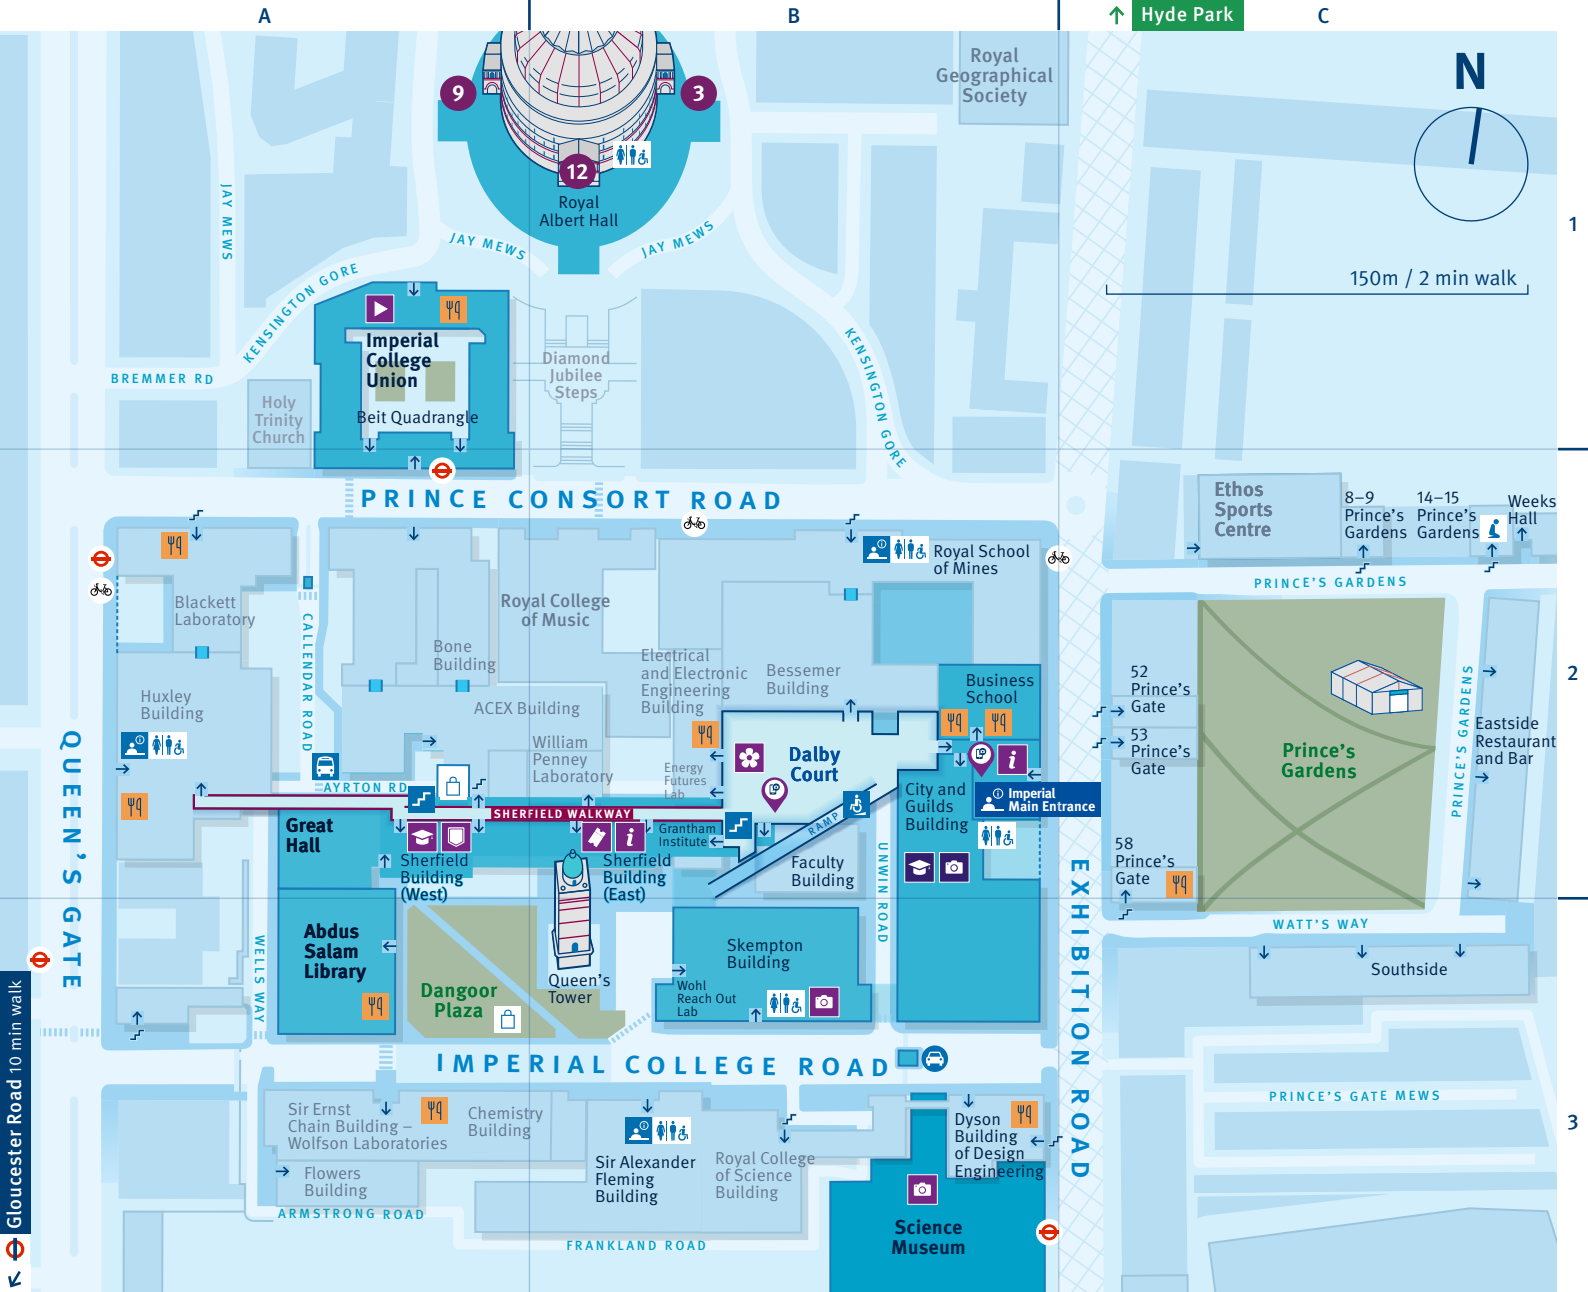 A
B
Hyde Park
C
Royal
Geographical
Society
N
9
3
12
Royal
Albert Hall
1
JAY MEWS
JAY MEWS
JAY MEWS
150m / 2 min walk
KENSINGTON GORE
KENSINGTON GORE
Imperial
College
Union
Beit Quadrangle
Diamond
Jubilee
Steps
BREMMER RD
Holy
Trinity
Church
PRINCE CONSORT ROAD
Ethos
Sports
Centre
8–9
Prince's
Gardens
14–15
Prince's
Gardens
Weeks
Hall
Royal School
of Mines
PRINCE'S GARDENS
Blackett
Laboratory
CALLENDAR ROAD
Royal College
of Music
Bone
Building
Electrical
and Electronic
Engineering
Building
Bessemer
Building
Business
School
52
Prince's
Gate
2
Huxley
Building
ACEX Building
William
Penney
Laboratory
Energy
Futures
Lab
Dalby
Court
53
Prince's
Gate
Prince's
Gardens
PRINCE'S GARDENS
Eastside
Restaurant
and Bar
QUEEN'S GATE
AYRTON RD
i
City and
Guilds
Building
Imperial
Main Entrance
SHERFIELD WALKWAY
Great
Hall
i
Grantham
Institute
RAMP
Sherfield
Building
(West)
Sherfield
Building
(East)
Faculty
Building
UNWIN ROAD
58
Prince's
Gate
EXHIBITION ROAD
WATT'S WAY
Abdus
Salam
Library
WELLS WAY
Skempton
Building
Southside
Dangoor
Plaza
Queen's
Tower
Wohl
Reach Out
Lab
Gloucester Road 10 min walk
IMPERIAL COLLEGE ROAD
PRINCE'S GATE MEWS
3
Sir Ernst
Chain Building –
Wolfson Laboratories
Chemistry
Building
Dyson
Building
of Design
Engineering
Flowers
Building
Sir Alexander
Fleming
Building
Royal College
of Science
Building
ARMSTRONG ROAD
FRANKLAND ROAD
Science
Museum